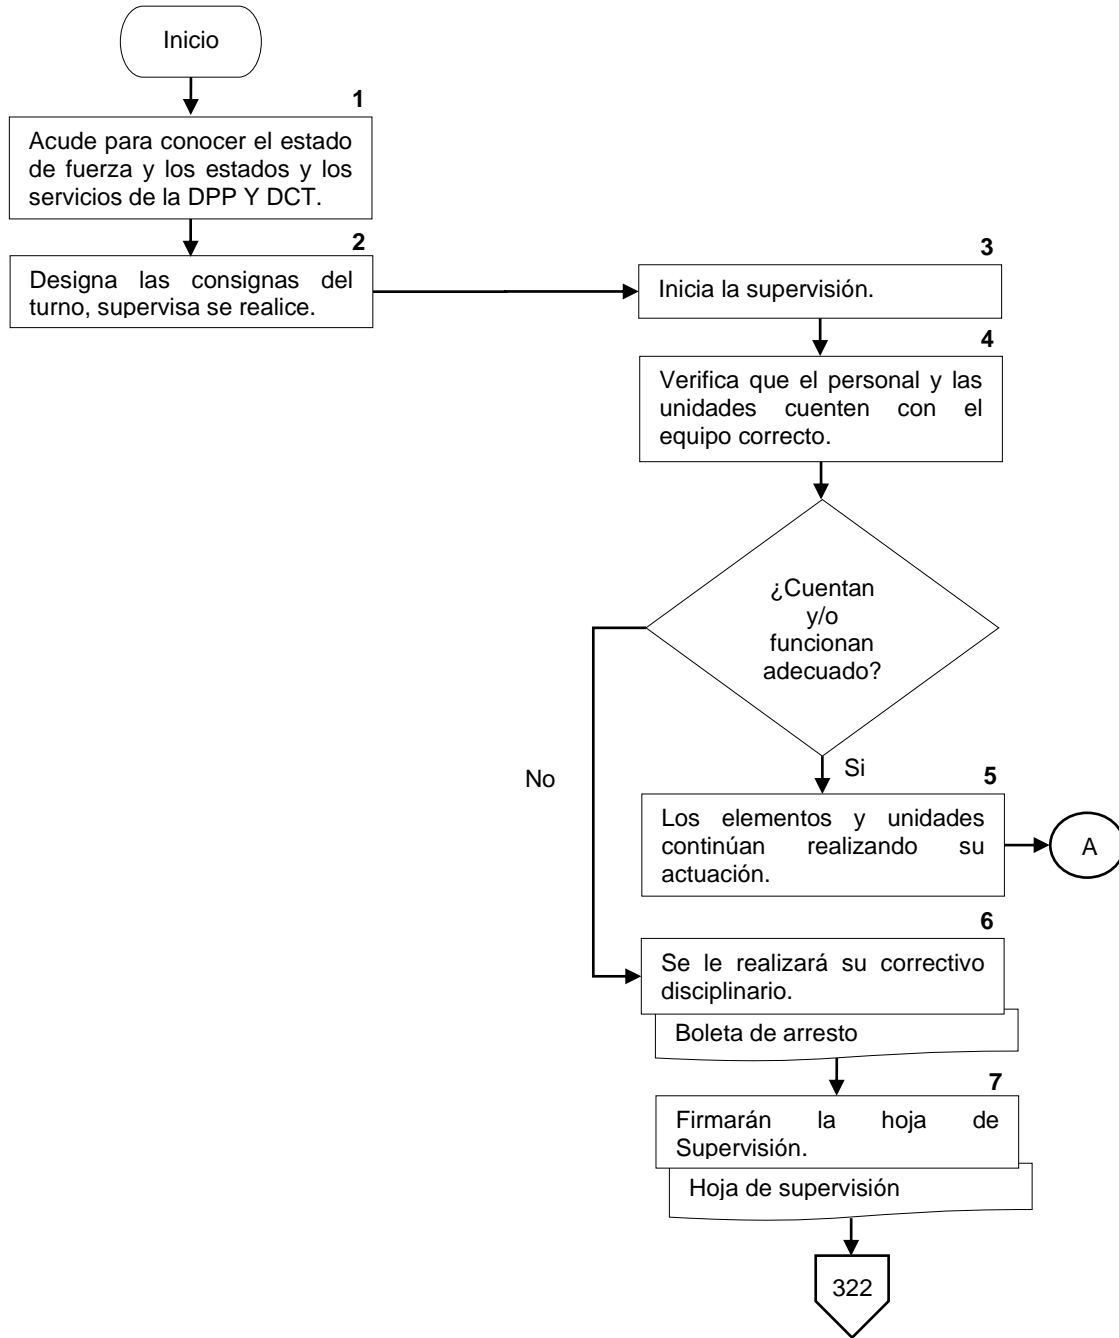 Inicio
1
Acude para conocer el estado
de fuerza y los estados y los
servicios de la DPP Y DCT.
2
Designa las consignas del
turno, supervisa se realice.
3
Inicia la supervisión.
4
Verifica que el personal y las
unidades cuenten con el
equipo correcto.
¿Cuentan
y/o
funcionan
adecuado?
No
Si
5
Los elementos y unidades
continúan realizando su
actuación.
A
6
Se le realizará su correctivo
disciplinario.
Boleta de arresto
7
Firmarán la hoja de
Supervisión.
Hoja de supervisión
322